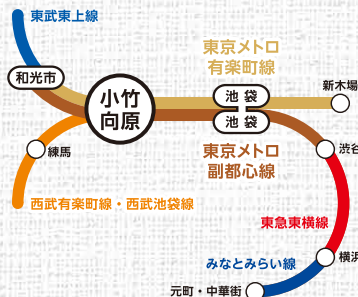 東武東上線
和光市
小竹
向原
東京メトロ
有楽町線
池袋
池袋
新木場
練馬
東京メトロ
副都心線
渋谷
西武有楽町線・西武池袋線
東急東横線
みなとみらい線
横浜
元町・中華街